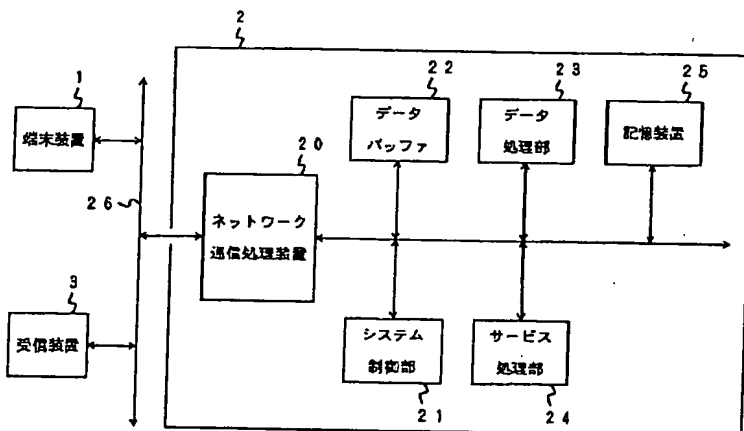 2
1
端末装置
26
3
受信装置
20
ネットワーク
通信処理装置
22
データ
バッファ
23
データ
処理部
25
記憶装置
システム
制御部
21
サービス
処理部
24